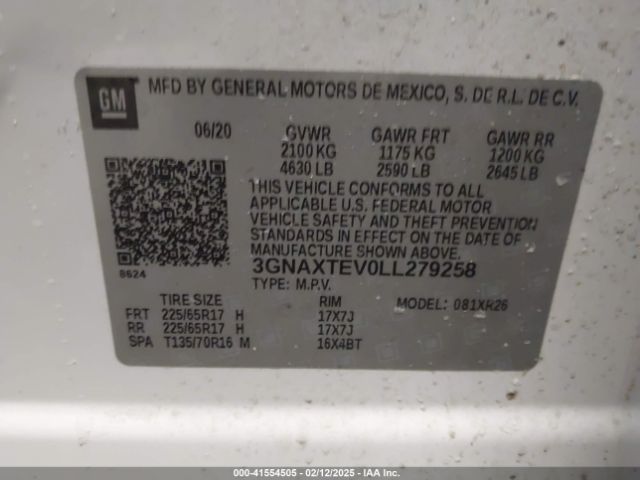 GM
MFD BY GENERAL MOTORS DE MEXICO, S. DE R.L. DE C.V.
06/20 GVWR GAWR FRT GAWR RR
2100 KG 1175 KG 1200 KG
4630 LB 2590 LB 2645 LB
THIS VEHICLE CONFORMS TO ALL
APPLICABLE U.S. FEDERAL MOTOR
VEHICLE SAFETY AND THEFT PREVENTION
STANDARDS IN EFFECT ON THE DATE OF
MANUFACTURE SHOWN ABOVE.
8624 3GNAXTEV0LL279258
TYPE: M.P.V.
TIRE SIZE RIM MODEL: 081XR26
FRT 225/65R17 H 17X7J
RR 225/65R17 H 17X7J
SPA T135/70R16 M 16X4BT
000-41554505 - 02/12/2025 - IAA Inc.